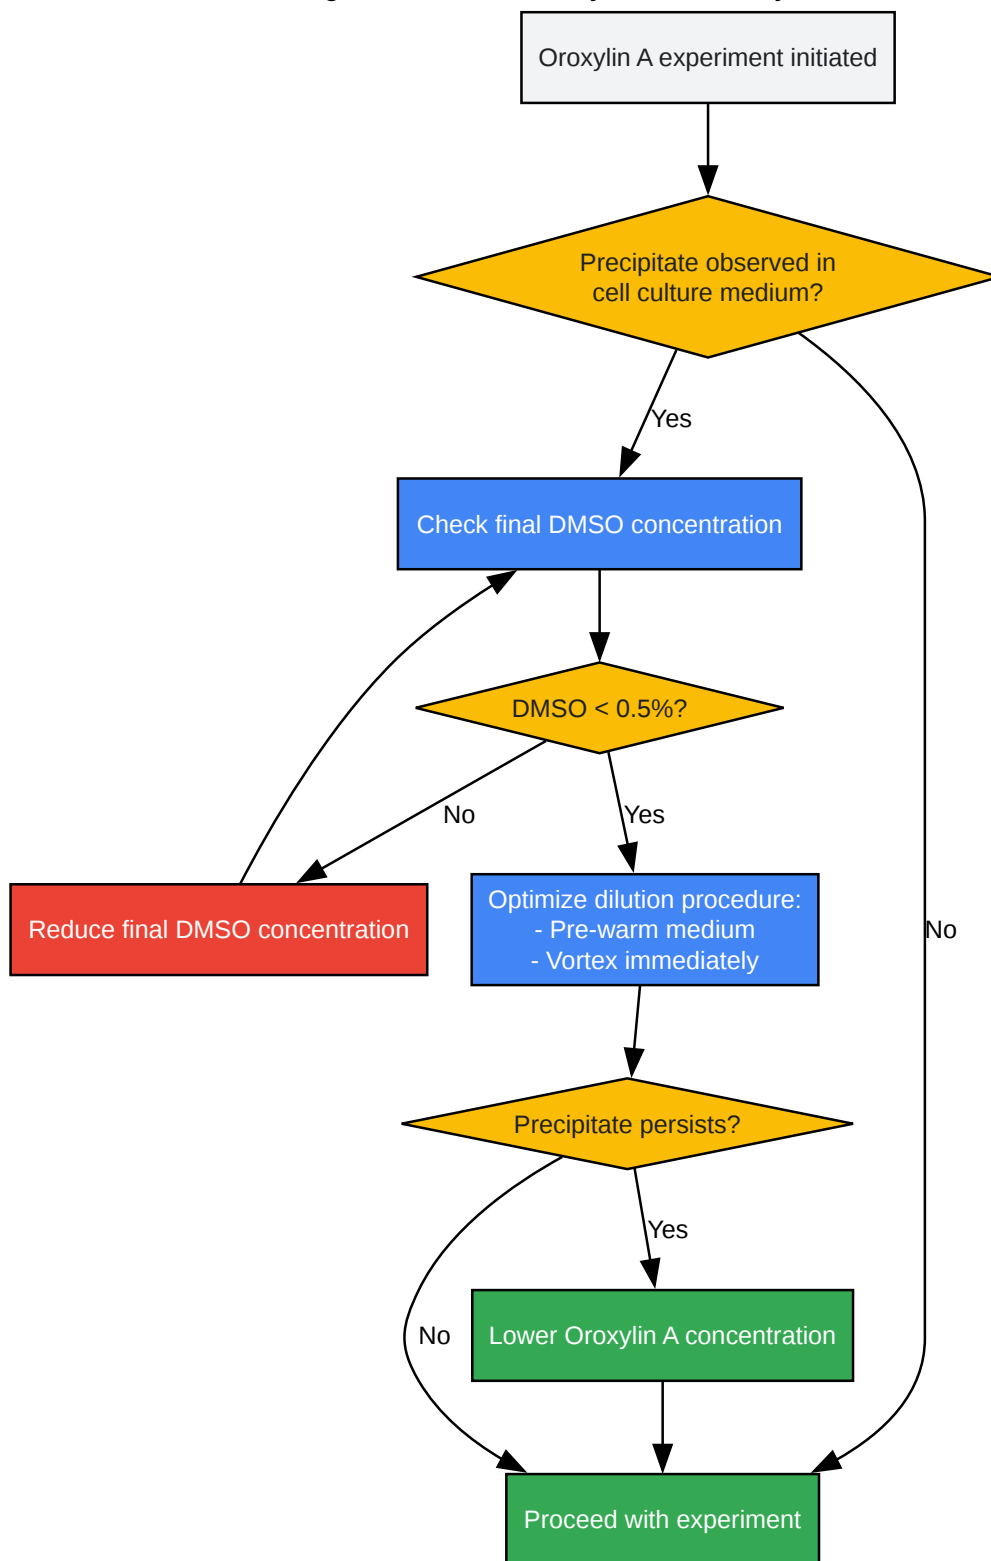 Oroxylin A experiment initiated
Precipitate observed in
cell culture medium?
Yes
Check final DMSO concentration
DMSO < 0.5%?
No
Yes
Reduce final DMSO concentration
Optimize dilution procedure:
- Pre-warm medium
- Vortex immediately
No
Precipitate persists?
Yes
No
Lower Oroxylin A concentration
Proceed with experiment